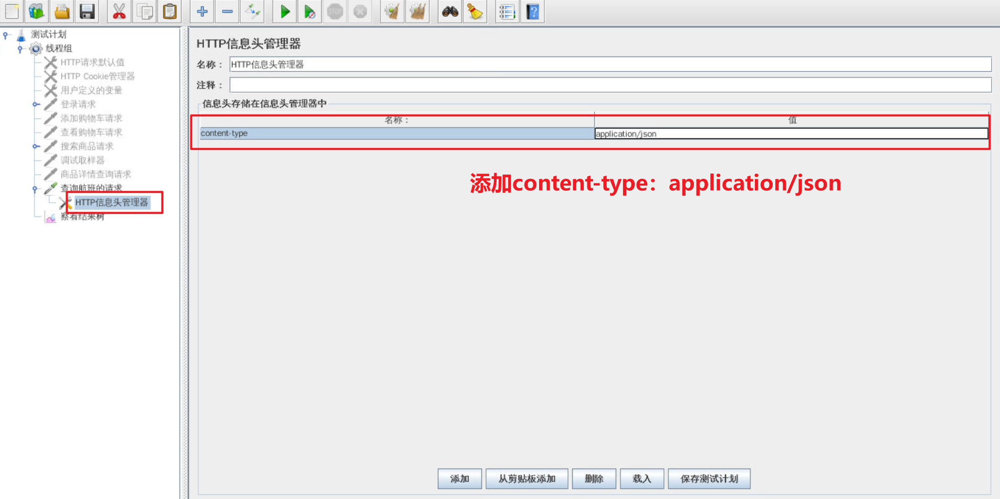 测试计划
线程组
HTTP请求默认值
HTTP Cookie管理器
用户定义的变量
登录请求
添加购物车请求
查看购物车请求
搜索商品请求
调试取样器
商品详情查询请求
查询航班的请求
HTTP信息头管理器
察看结果树
HTTP信息头管理器
名称： HTTP信息头管理器
注释：
信息头存储在信息头管理器中
名称： 值
content-type application/json
添加content-type：application/json
添加 从剪贴板添加 删除 载入 保存测试计划